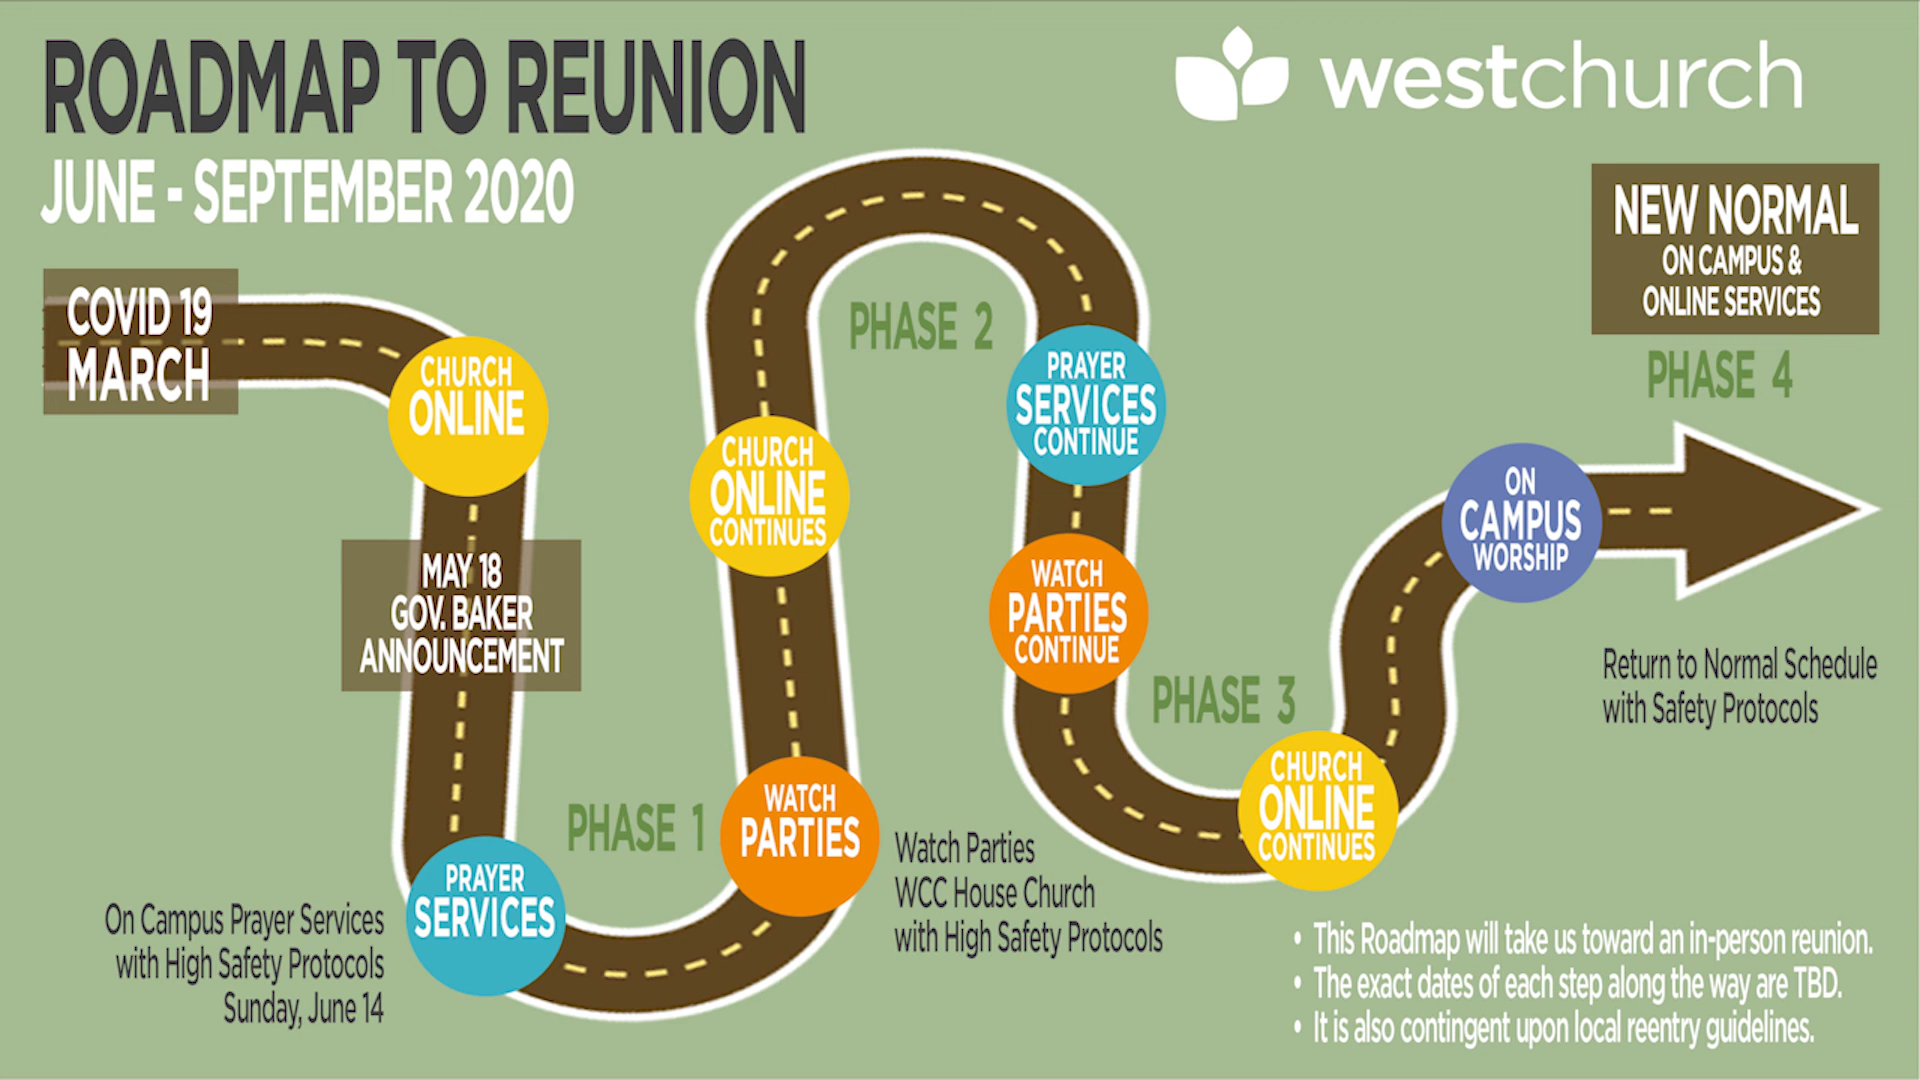 ROADMAP TO REUNION
JUNE - SEPTEMBER 2020
westchurch
COVID 19
MARCH
CHURCH
ONLINE
MAY 18
GOV. BAKER
ANNOUNCEMENT
PRAYER
SERVICES
On Campus Prayer Services
with High Safety Protocols
Sunday, June 14
PHASE 1
WATCH
PARTIES
Watch Parties
WCC House Church
with High Safety Protocols
CHURCH
ONLINE
CONTINUES
PHASE 2
PRAYER
SERVICES
CONTINUE
WATCH
PARTIES
CONTINUE
PHASE 3
CHURCH
ONLINE
CONTINUES
ON
CAMPUS
WORSHIP
NEW NORMAL
ON CAMPUS &
ONLINE SERVICES
PHASE 4
Return to Normal Schedule
with Safety Protocols
• This Roadmap will take us toward an in-person reunion.
• The exact dates of each step along the way are TBD.
• It is also contingent upon local reentry guidelines.